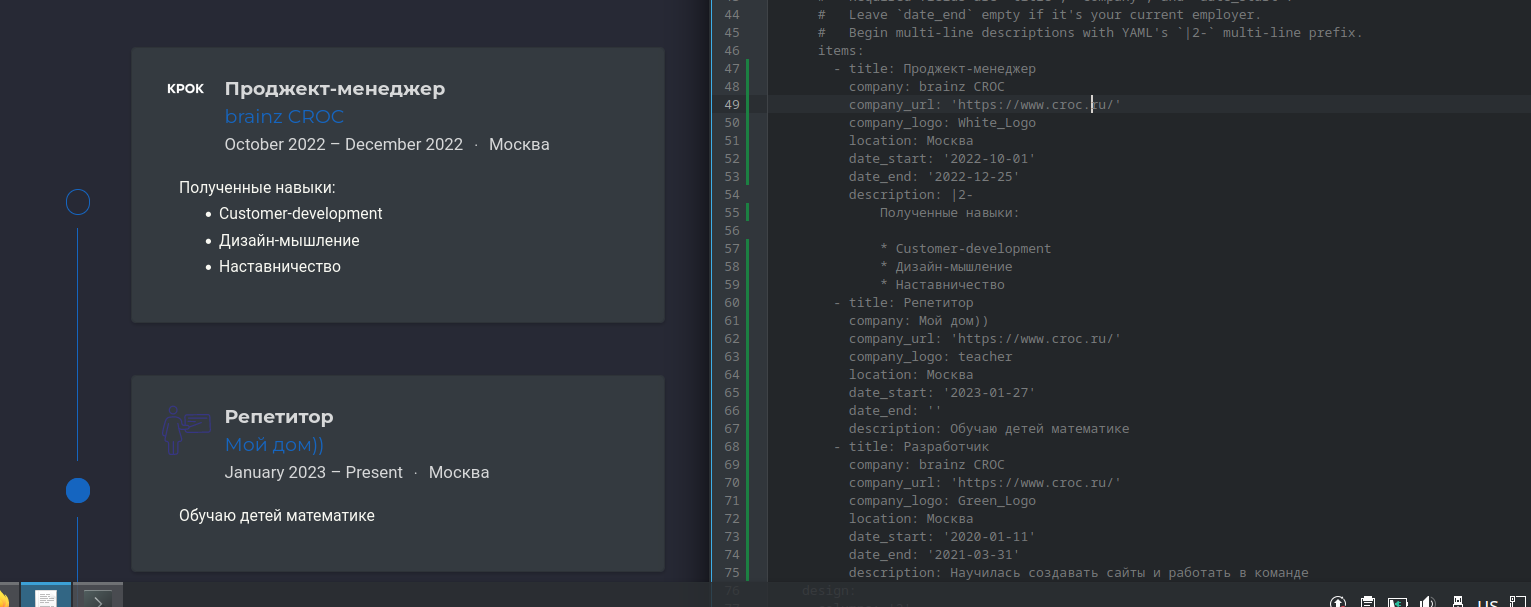 КРОК
Проджект-менеджер
brainz CROC
October 2022 – December 2022 · Москва
Полученные навыки:
• Customer-development
• Дизайн-мышление
• Наставничество
Репетитор
Мой дом))
January 2023 – Present · Москва
Обучаю детей математике
44 # Leave `date_end` empty if it's your current employer.
45 # Begin multi-line descriptions with YAML's `|2-` multi-line prefix.
46 items:
47 - title: Проджект-менеджер
48 company: brainz CROC
49 company_url: 'https://www.croc.ru/'
50 company_logo: White_Logo
51 location: Москва
52 date_start: '2022-10-01'
53 date_end: '2022-12-25'
54 description: |2-
55 Полученные навыки:
56
57 * Customer-development
58 * Дизайн-мышление
59 * Наставничество
60 - title: Репетитор
61 company: Мой дом))
62 company_url: 'https://www.croc.ru/'
63 company_logo: teacher
64 location: Москва
65 date_start: '2023-01-27'
66 date_end: ''
67 description: Обучаю детей математике
68 - title: Разработчик
69 company: brainz CROC
70 company_url: 'https://www.croc.ru/'
71 company_logo: Green_Logo
72 location: Москва
73 date_start: '2020-01-11'
74 date_end: '2021-03-31'
75 description: Научилась создавать сайты и работать в команде
76 design:
US